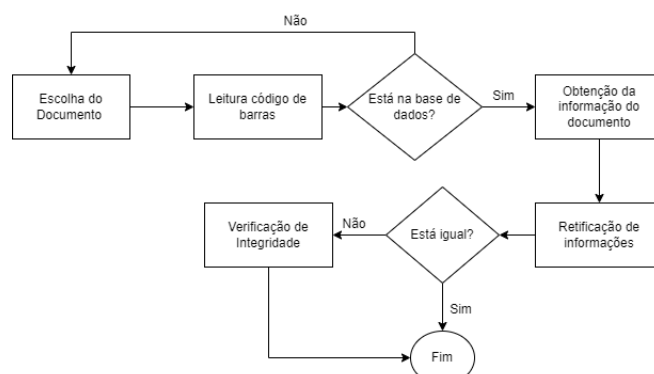 Não
Escolha do
Documento
Leitura código de
barras
Está na base de
dados?
Sim
Obtenção da
informação do
documento
Retificação de
informações
Está igual?
Não
Verificação de
Integridade
Sim
Fim